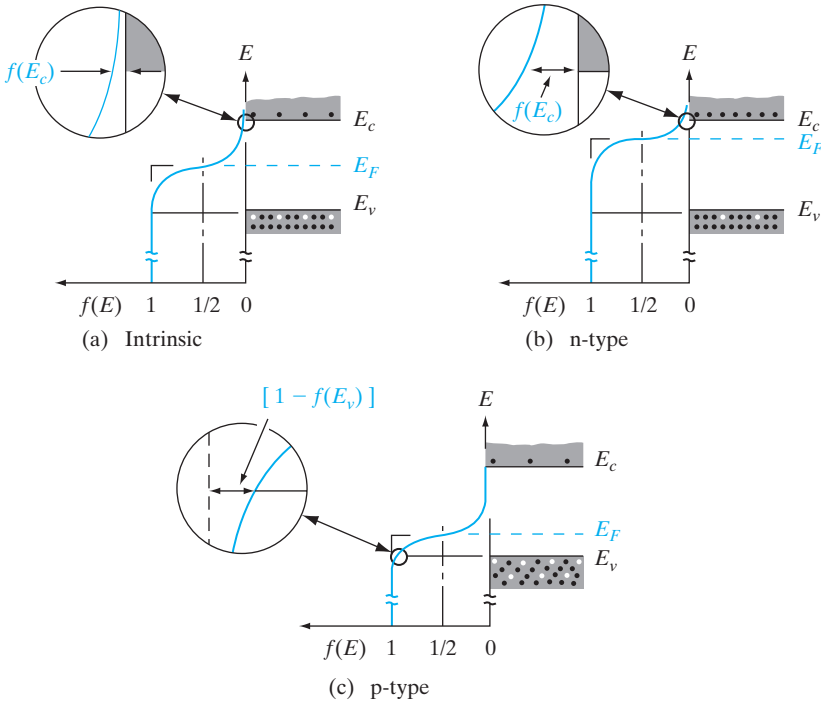 E
f(E_c)
E_c
E_F
E_v
f(E) 1 1/2 0
(a) Intrinsic
E
f(E_c)
E_c
E_F
E_v
f(E) 1 1/2 0
(b) n-type
[ 1 − f(E_v) ]
E
E_c
E_F
E_v
f(E) 1 1/2 0
(c) p-type